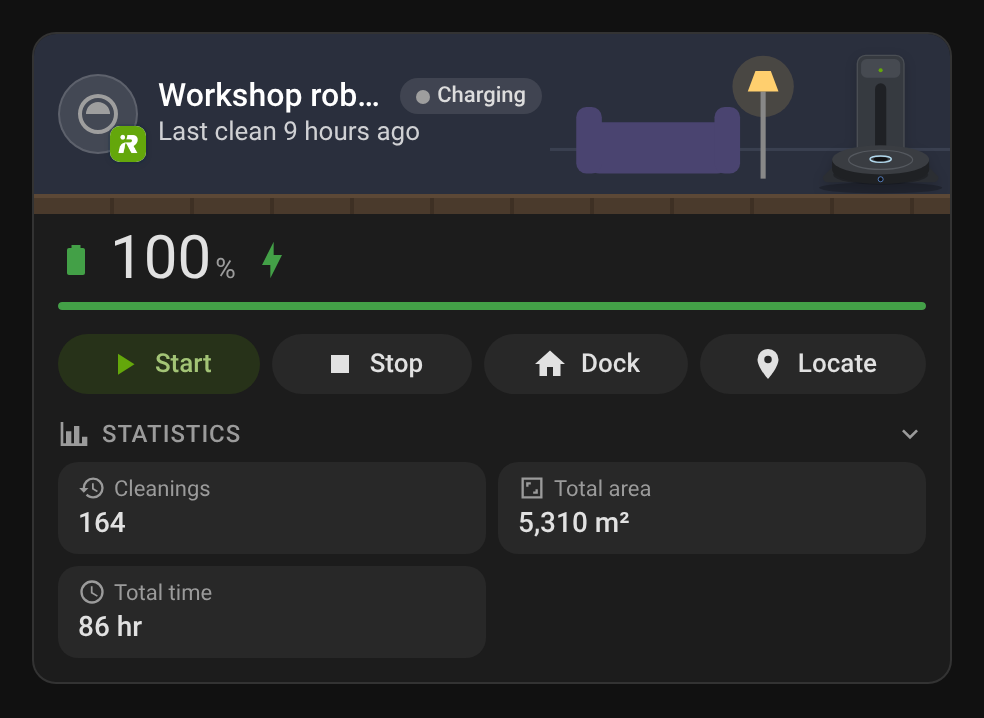 Workshop rob...
Charging
Last clean 9 hours ago
100%
Start
Stop
Dock
Locate
STATISTICS
Cleanings
164
Total area
5,310 m²
Total time
86 hr